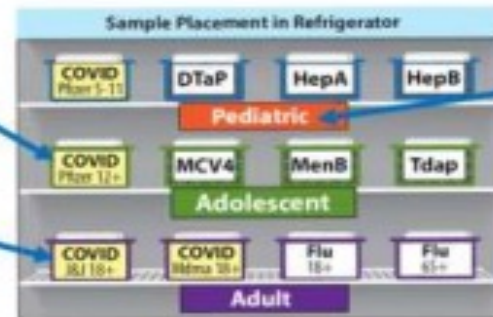 Sample Placement in Refrigerator
COVID DTaP HepA HepB
Pfizer 5-11
Pediatric
COVID MCV4 MenB Tdap
Pfizer 12+
Adolescent
COVID COVID Flu Flu
J&J 18+ Mdrna 18+ 18+ 65+
Adult